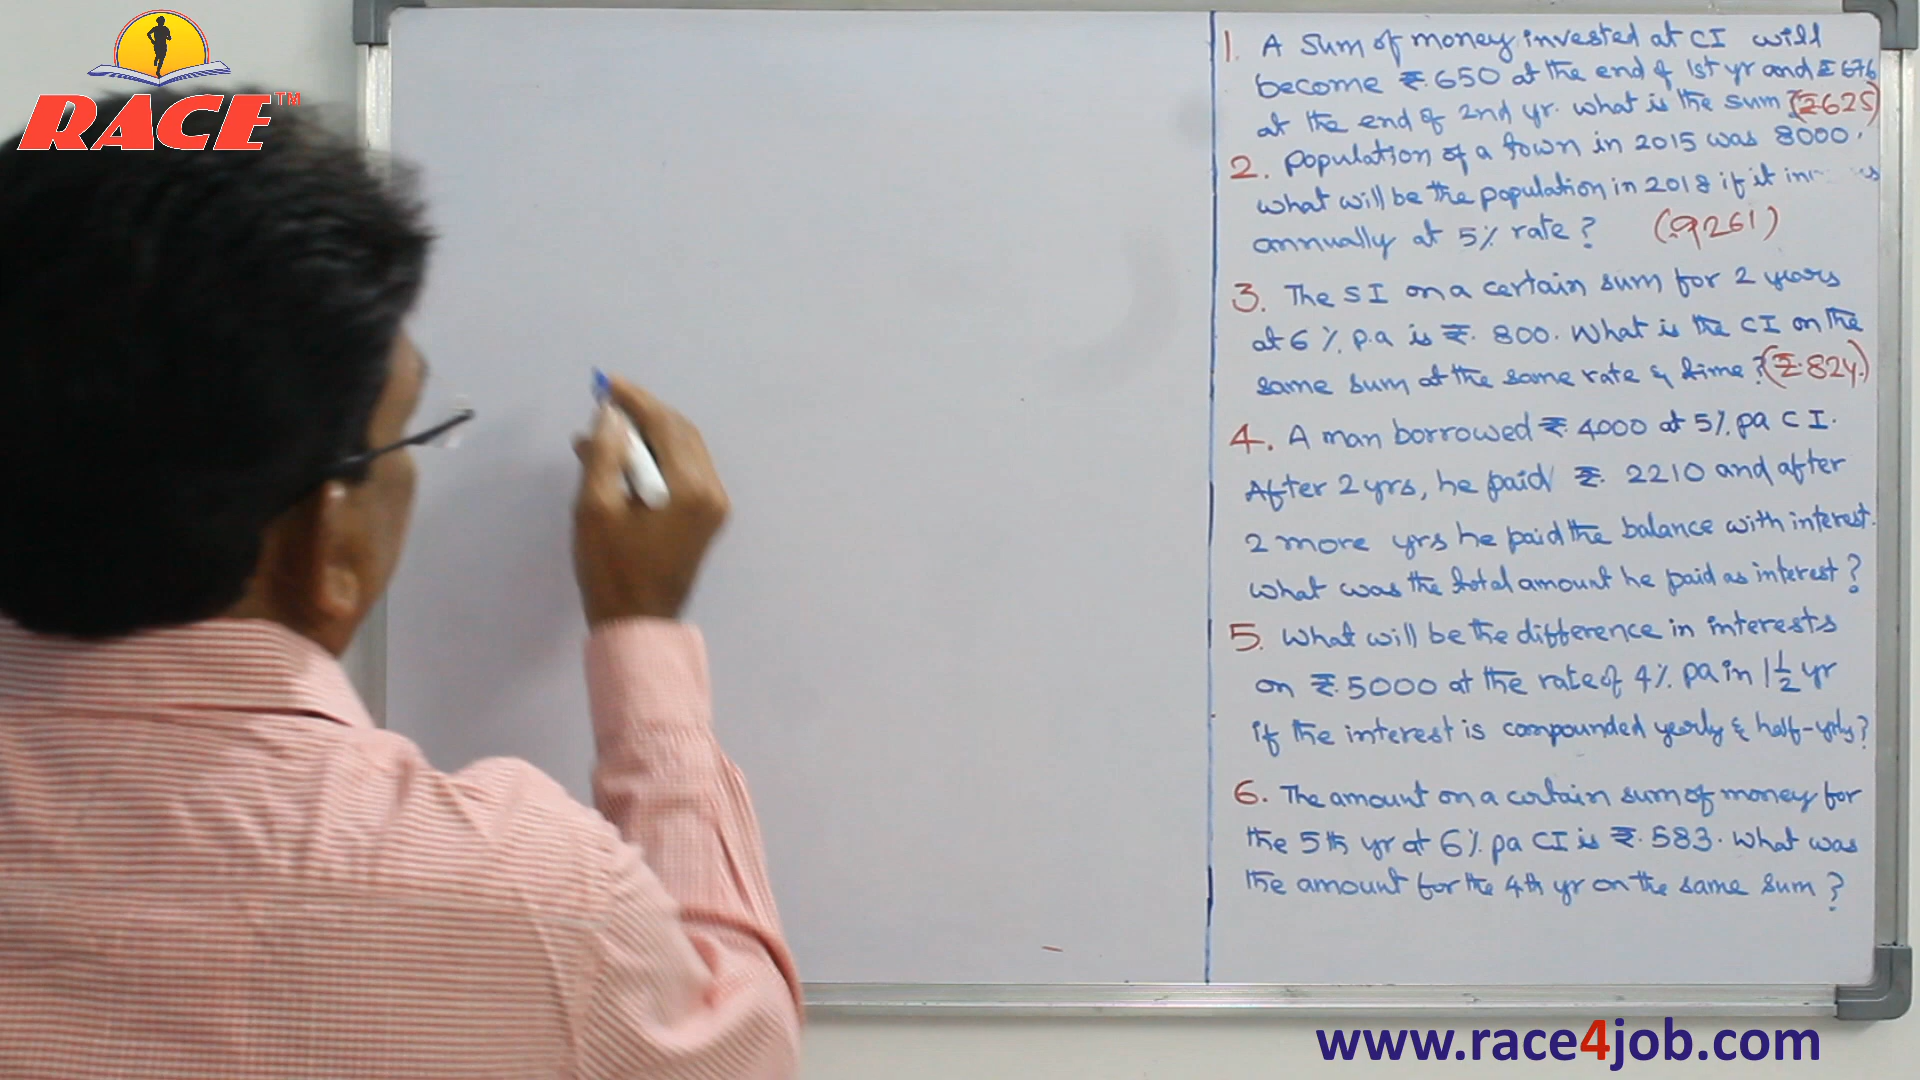 RACE™
1. A sum of money invested at CI will
become ₹.650 at the end of 1st yr and ₹ 676
at the end of 2nd yr. what is the sum? (₹625)
2. Population of a town in 2015 was 8000.
what will be the population in 2018 if it
annually at 5% rate? (9261)
3. The SI on a certain sum for 2 years
at 6 % p.a is ₹. 800. What is the CI on the
same sum at the same rate & time? (₹.824.)
4. A man borrowed ₹. 4000 at 5% pa CI.
After 2 yrs, he paid ₹. 2210 and after
2 more yrs he paid the balance with interest.
what was the total amount he paid as interest?
5. What will be the difference in interests
on ₹.5000 at the rate of 4% pa in 1 1/2 yr
if the interest is compounded yearly & half-yrly?
6. The amount on a certain sum of money for
the 5th yr at 6% pa CI is ₹. 583. What was
the amount for the 4th yr on the same sum?
www.race4job.com